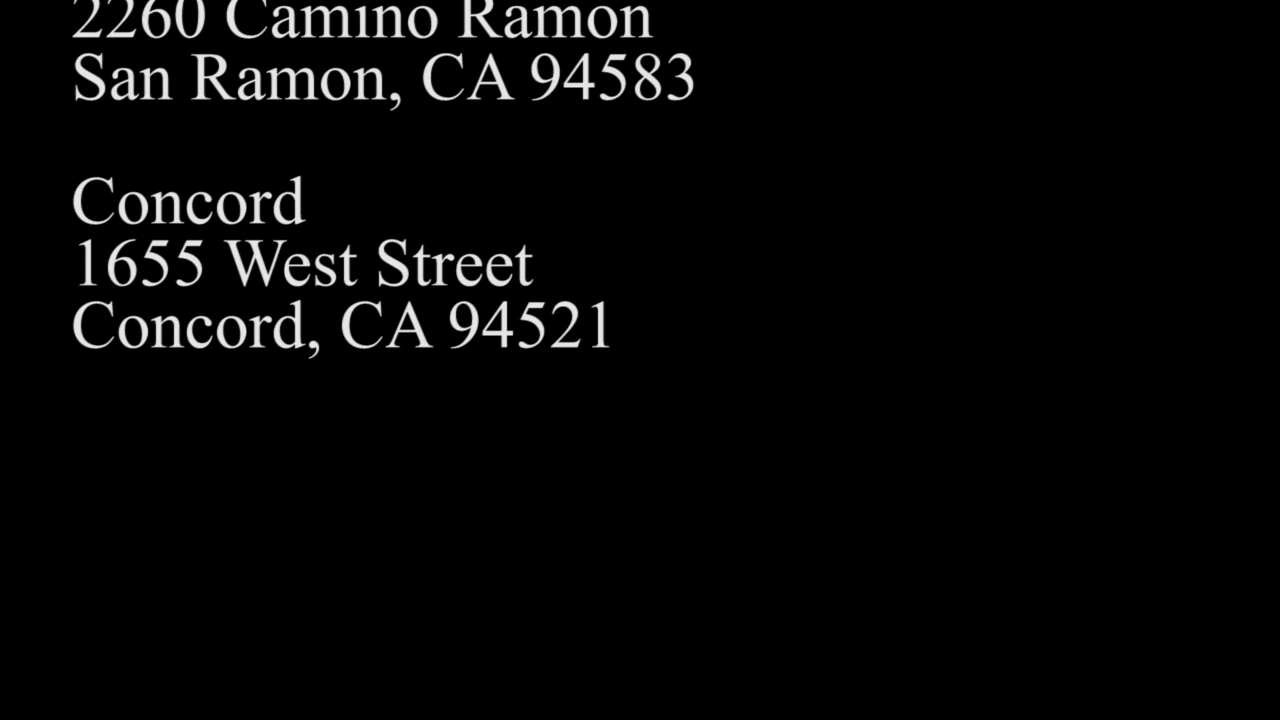 2260 Camino Ramon
San Ramon, CA 94583
Concord
1655 West Street
Concord, CA 94521